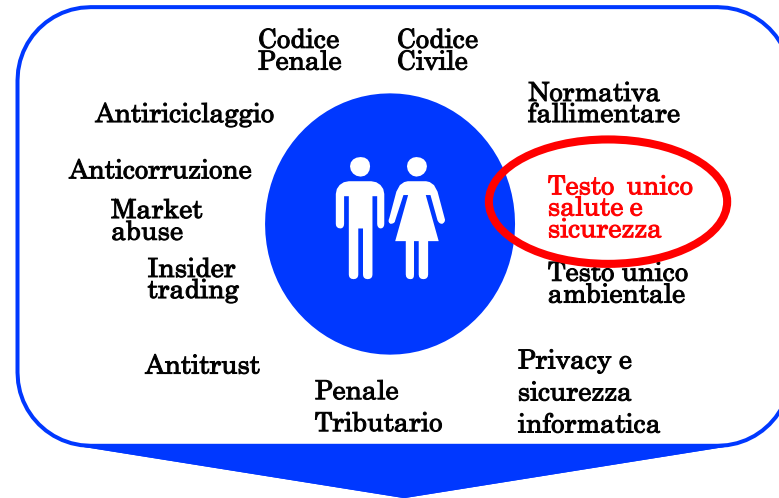 Codice
Penale
Codice
Civile
Normativa
fallimentare
Antiriciclaggio
Anticorruzione
Testo unico
salute e
sicurezza
Market
abuse
Insider
trading
Testo unico
ambientale
Antitrust
Privacy e
sicurezza
informatica
Penale
Tributario